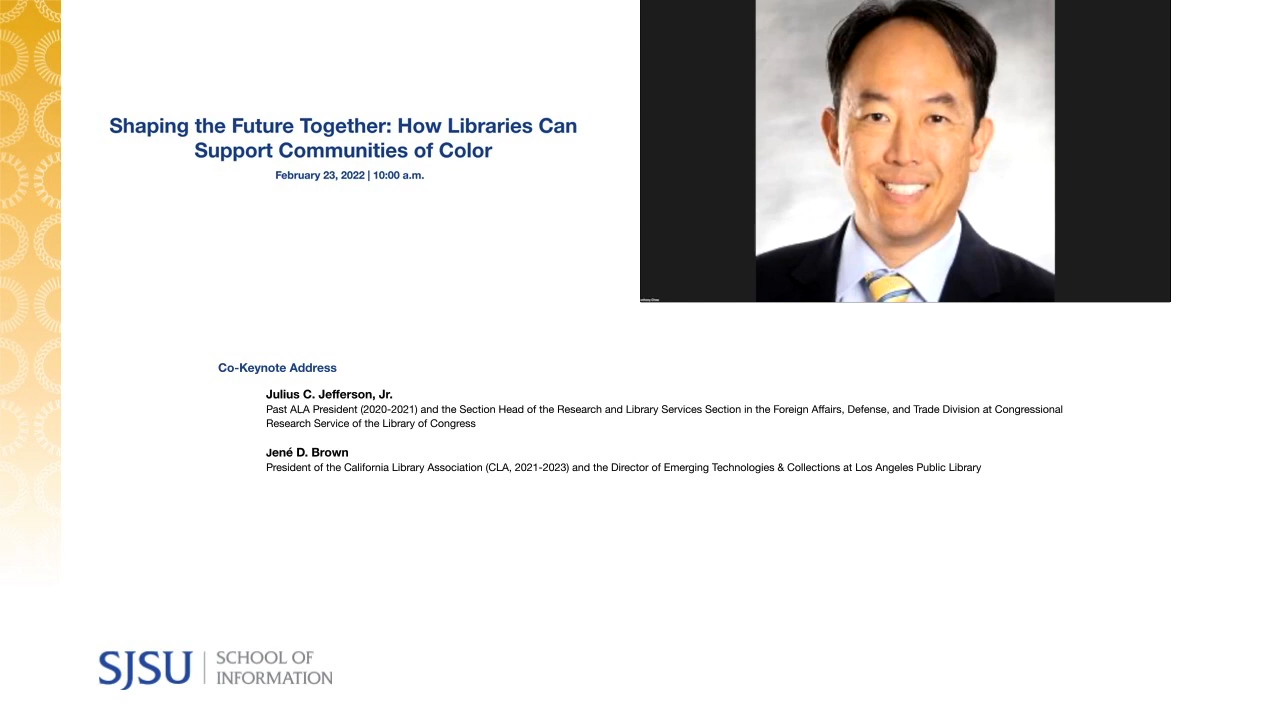 Shaping the Future Together: How Libraries Can
Support Communities of Color
February 23, 2022 | 10:00 a.m.
Co-Keynote Address
Julius C. Jefferson, Jr.
Past ALA President (2020-2021) and the Section Head of the Research and Library Services Section in the Foreign Affairs, Defense, and Trade Division at Congressional
Research Service of the Library of Congress
Jené D. Brown
President of the California Library Association (CLA, 2021-2023) and the Director of Emerging Technologies & Collections at Los Angeles Public Library
SJSU | SCHOOL OF
INFORMATION